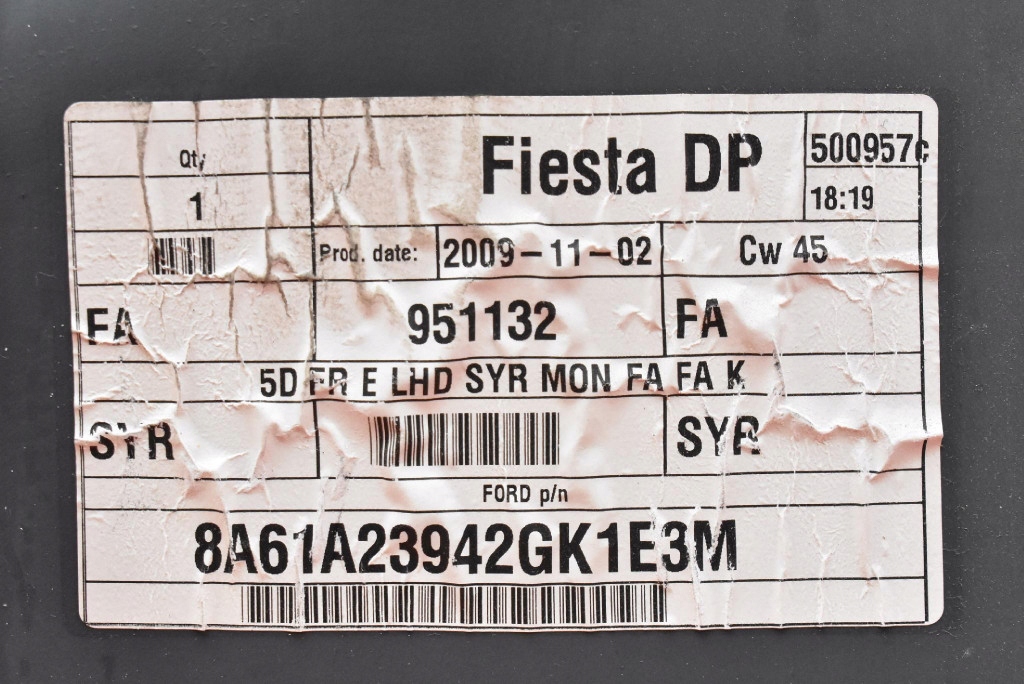 Qty
1
Fiesta DP
500957c
18:19
Prod. date:
2009-11-02
Cw 45
FA
951132
FA
5D FR E LHD SYR MON FA FA K
SYR
SYR
FORD p/n
8A61A23942GK1E3M